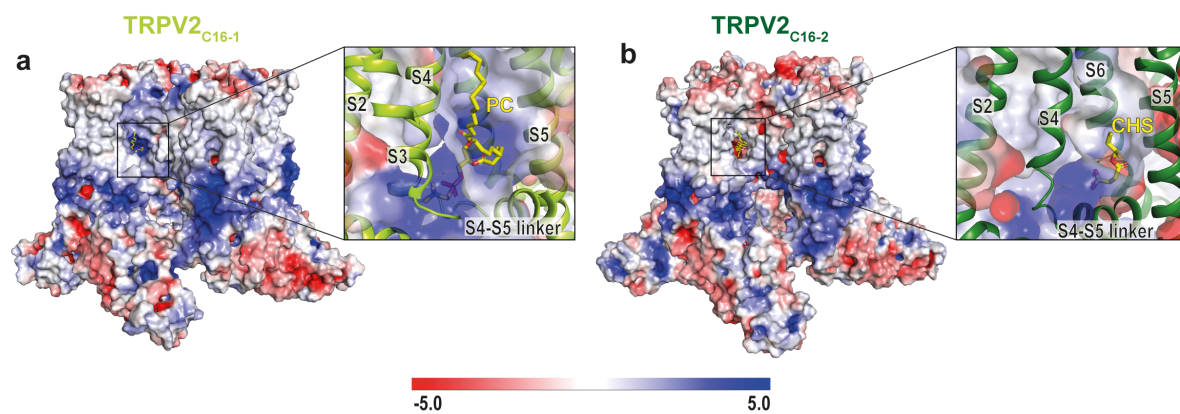 TRPV2C16-1
TRPV2C16-2
a
S4
S2
PC
S3
S5
S4-S5 linker
b
S6
S2
S5
S4
CHS
S4-S5 linker
-5.0
5.0